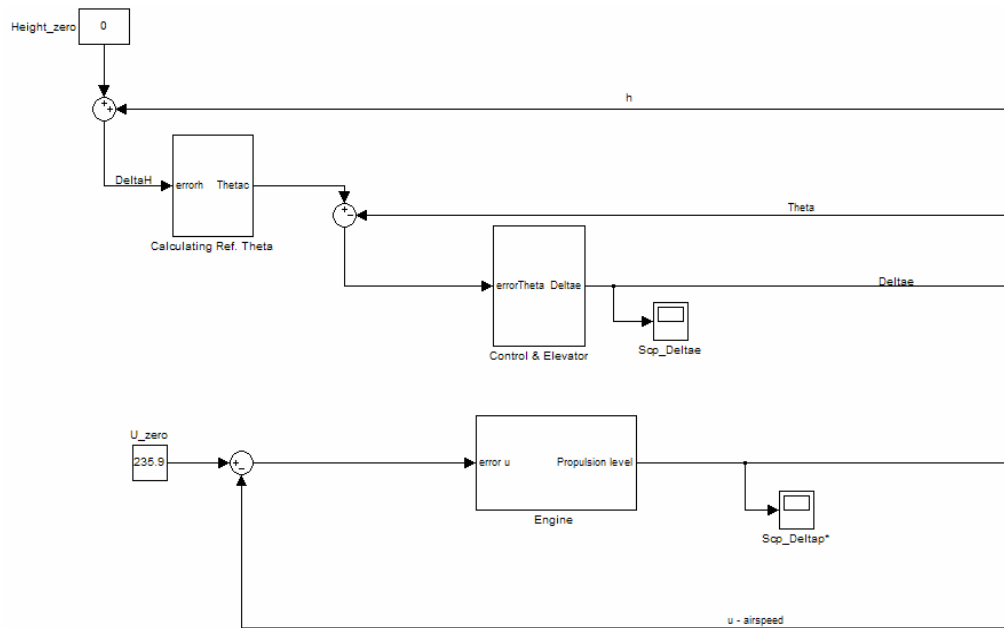 Height_zero
0
h
DeltaH
errorh Thetac
Calculating Ref. Theta
Theta
errorTheta Deltae
Control & Elevator
Deltae
Scp_Deltae
U_zero
235.9
error u Propulsion level
Engine
Scp_Deltap*
u - airspeed